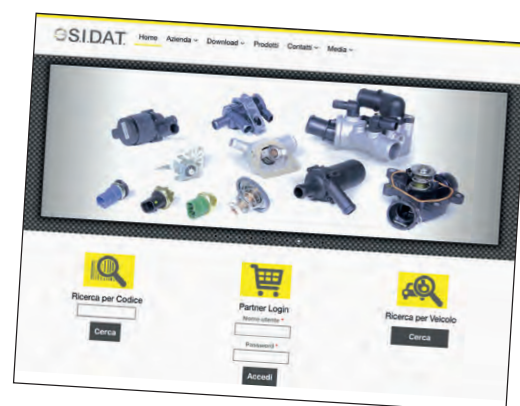 S.I.D.A.T. Home Azienda Download Prodotti Contatti Media
Ricerca per Codice
Cerca
Partner Login
Nome utente *
Password *
Accedi
Ricerca per Veicolo
Cerca